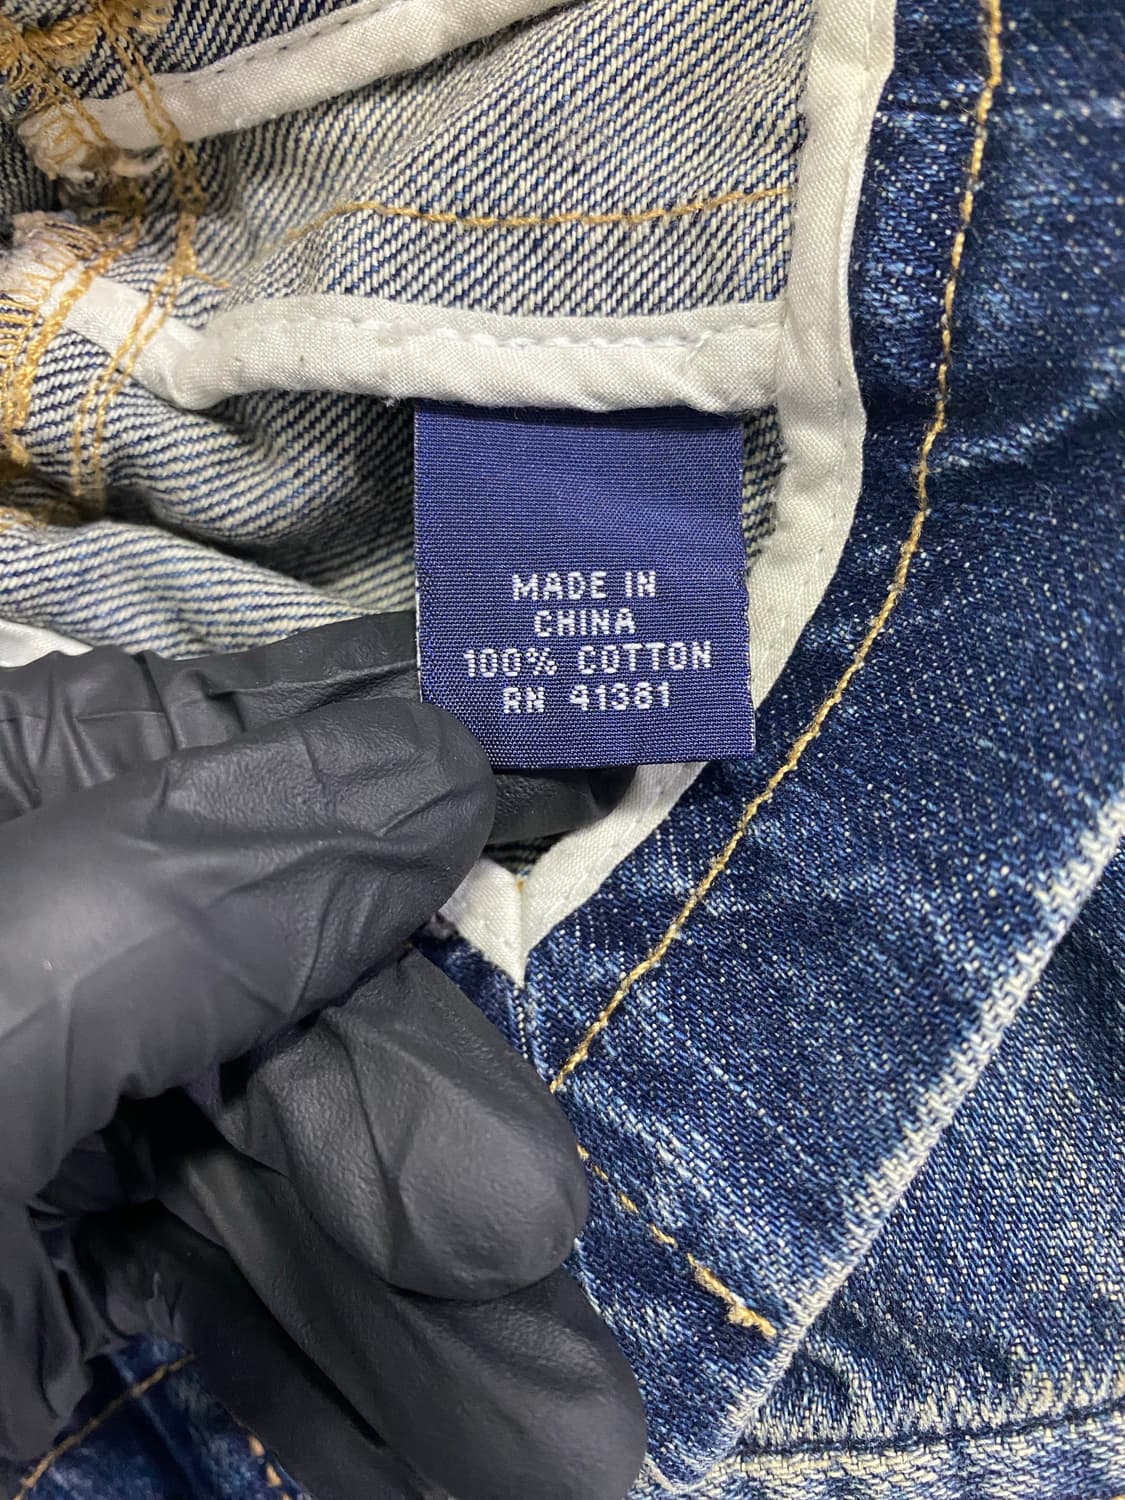 MADE IN
CHINA
100% COTTON
RN 41381